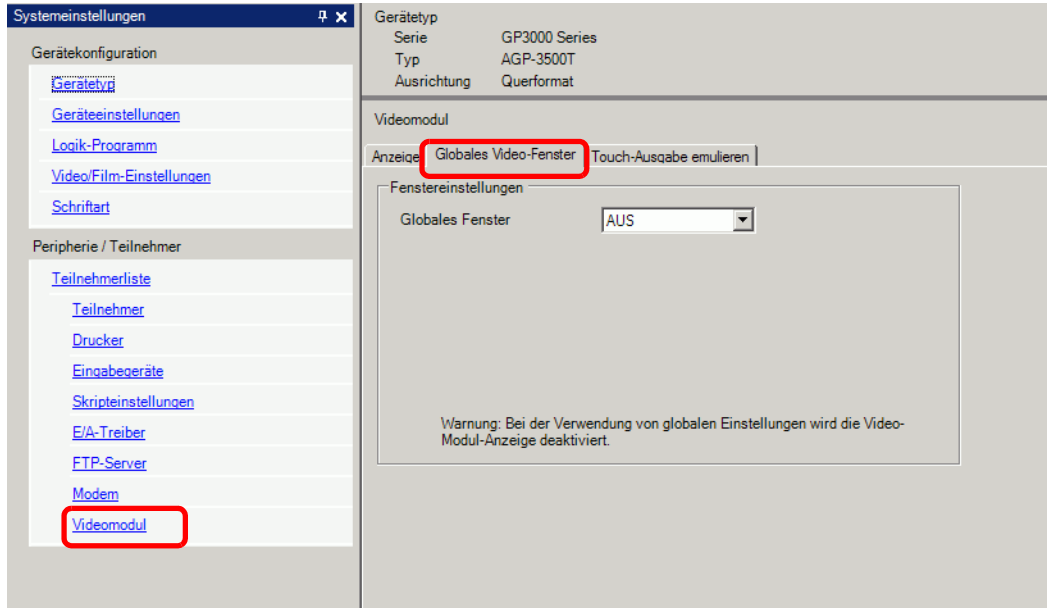 Systemeinstellungen
Gerätekonfiguration
Gerätetyp
Geräteeinstellungen
Logik-Programm
Video/Film-Einstellungen
Schriftart
Peripherie / Teilnehmer
Teilnehmerliste
Teilnehmer
Drucker
Eingabegeräte
Skripteinstellungen
E/A-Treiber
FTP-Server
Modem
Videomodul
Gerätetyp
Serie GP3000 Series
Typ AGP-3500T
Ausrichtung Querformat
Videomodul
Anzeige Globales Video-Fenster Touch-Ausgabe emulieren
Fenstereinstellungen
Globales Fenster AUS
Warnung: Bei der Verwendung von globalen Einstellungen wird die Video-
Modul-Anzeige deaktiviert.